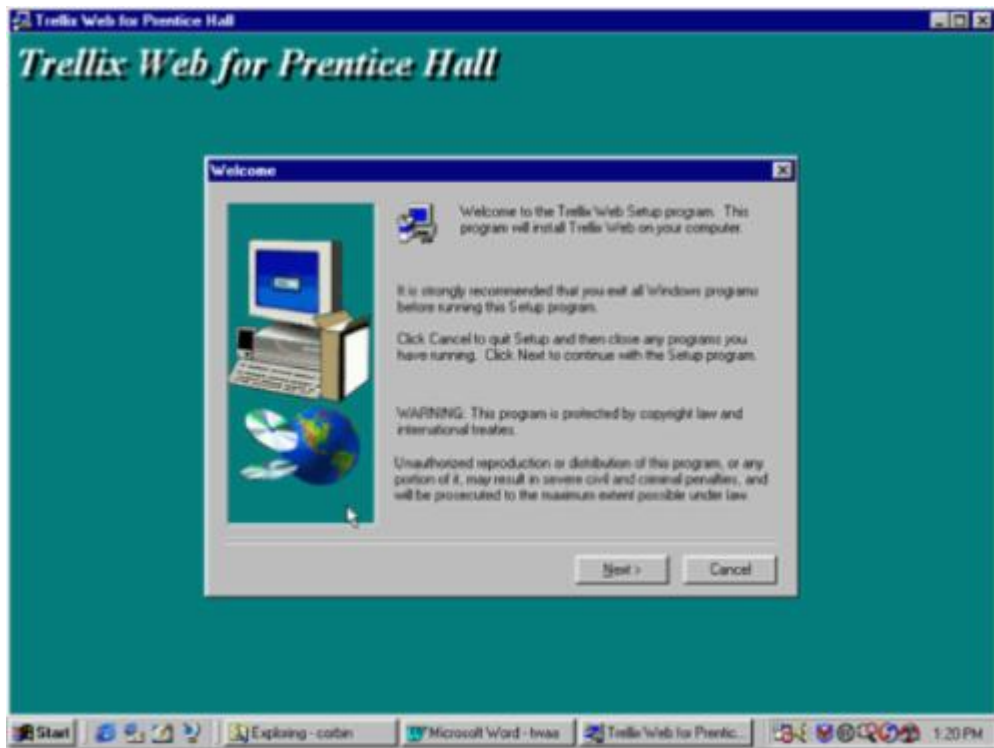 Trellix Web for Prentice Hall
Trellix Web for Prentice Hall
Welcome
Welcome to the Trellix Web Setup program. This
program will install Trellix Web on your computer.
It is strongly recommended that you exit all Windows programs
before running this Setup program.
Click Cancel to quit Setup and then close any programs you
have running. Click Next to continue with the Setup program.
WARNING: This program is protected by copyright law and
international treaties.
Unauthorized reproduction or distribution of this program, or any
portion of it, may result in severe civil and criminal penalties, and
will be prosecuted to the maximum extent possible under law.
Next >
Cancel
Start
Exploring - corbin
Microsoft Word - twaa
Trellix Web for Prentic...
1:20 PM